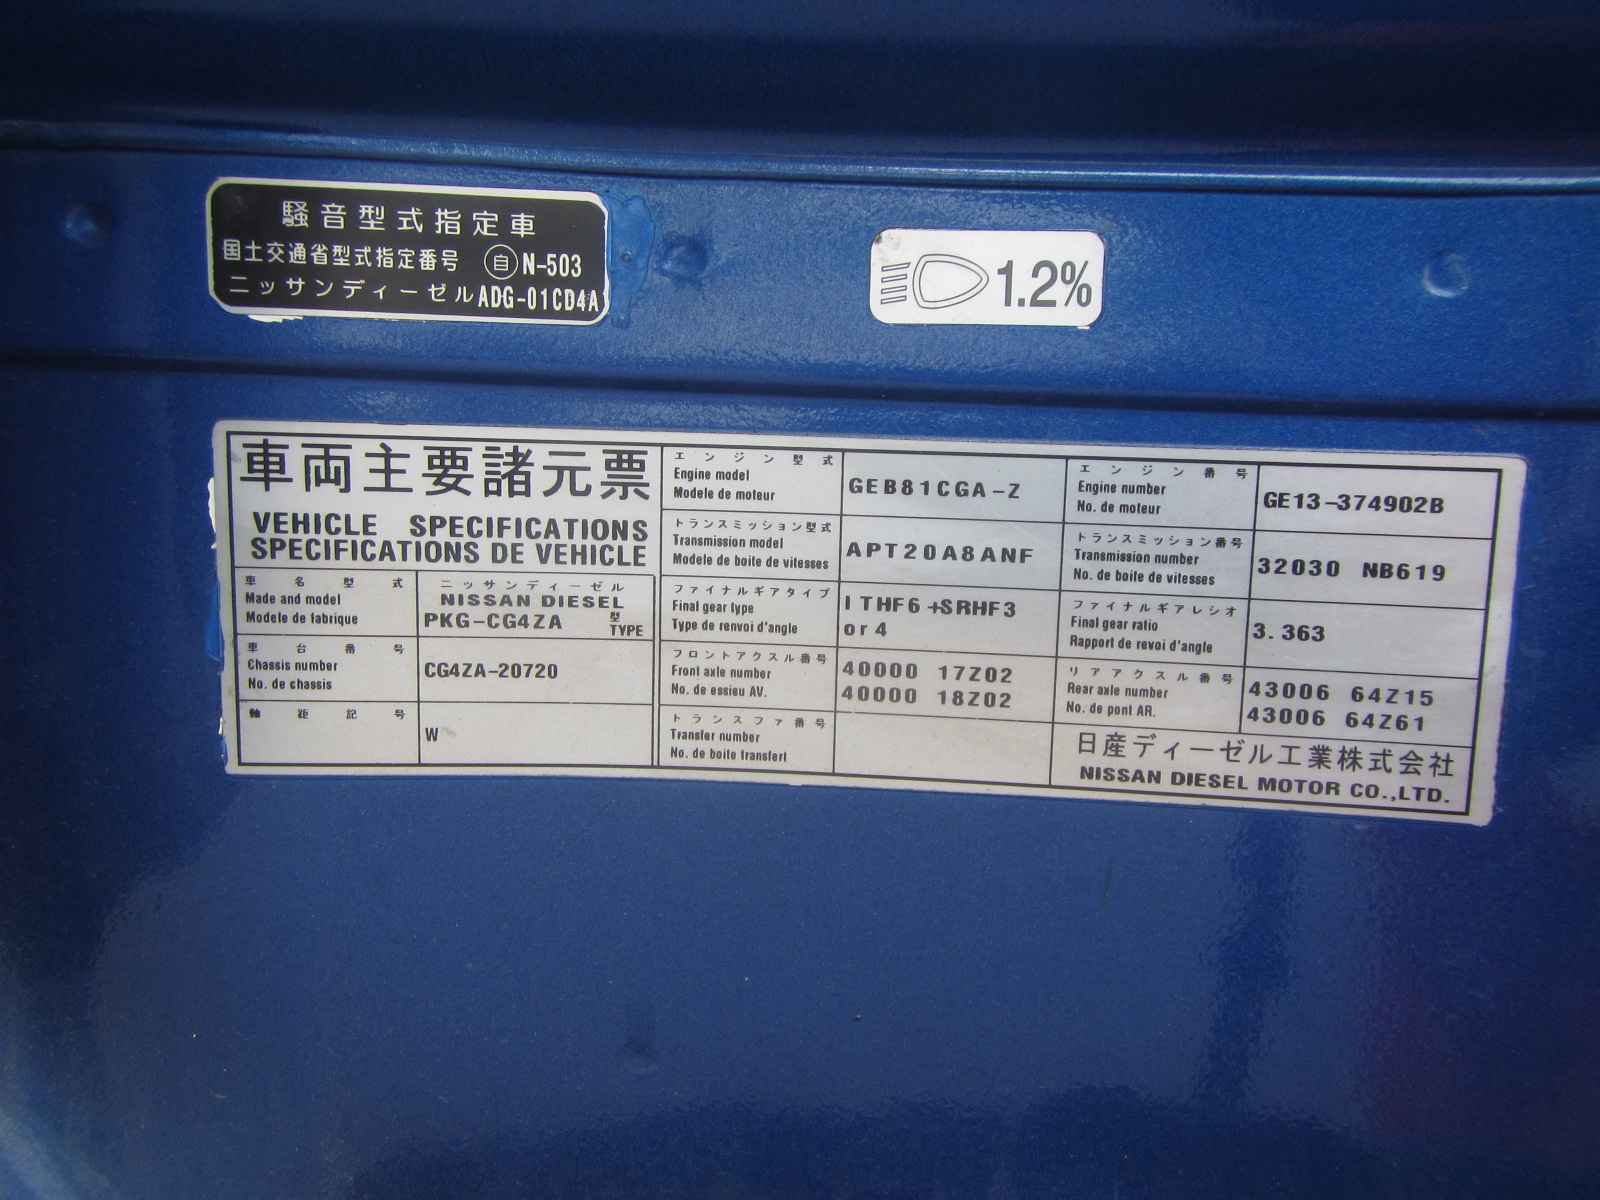 騒音型式指定車
国土交通省型式指定番号 自 N-503
ニッサンディーゼル ADG-01CD4A
1.2%
車両主要諸元票
VEHICLE SPECIFICATIONS
SPECIFICATIONS DE VEHICLE
車名型式
Made and model
Modele de fabrique
ニッサンディーゼル
NISSAN DIESEL
PKG-CG4ZA 型
TYPE
車台番号
Chassis number
No. de chassis
CG4ZA-20720
軸距記号
W
エンジン型式
Engine model
Modele de moteur
GEB81CGA-Z
エンジン番号
Engine number
No. de moteur
GE13-374902B
トランスミッション型式
Transmission model
Modele de boite de vitesses
APT20A8ANF
トランスミッション番号
Transmission number
No. de boite de vitesses
32030 NB619
ファイナルギアタイプ
Final gear type
Type de renvoi d'angle
ITHF6+SRHF3
or4
ファイナルギアレシオ
Final gear ratio
Rapport de revoi d'angle
3.363
フロントアクスル番号
Front axle number
No. de essieu AV.
40000 17Z02
40000 18Z02
リアアクスル番号
Rear axle number
No. de pont AR.
43006 64Z15
43006 64Z61
トランスファ番号
Transfer number
No. de boite transfert
日産ディーゼル工業株式会社
NISSAN DIESEL MOTOR CO.,LTD.